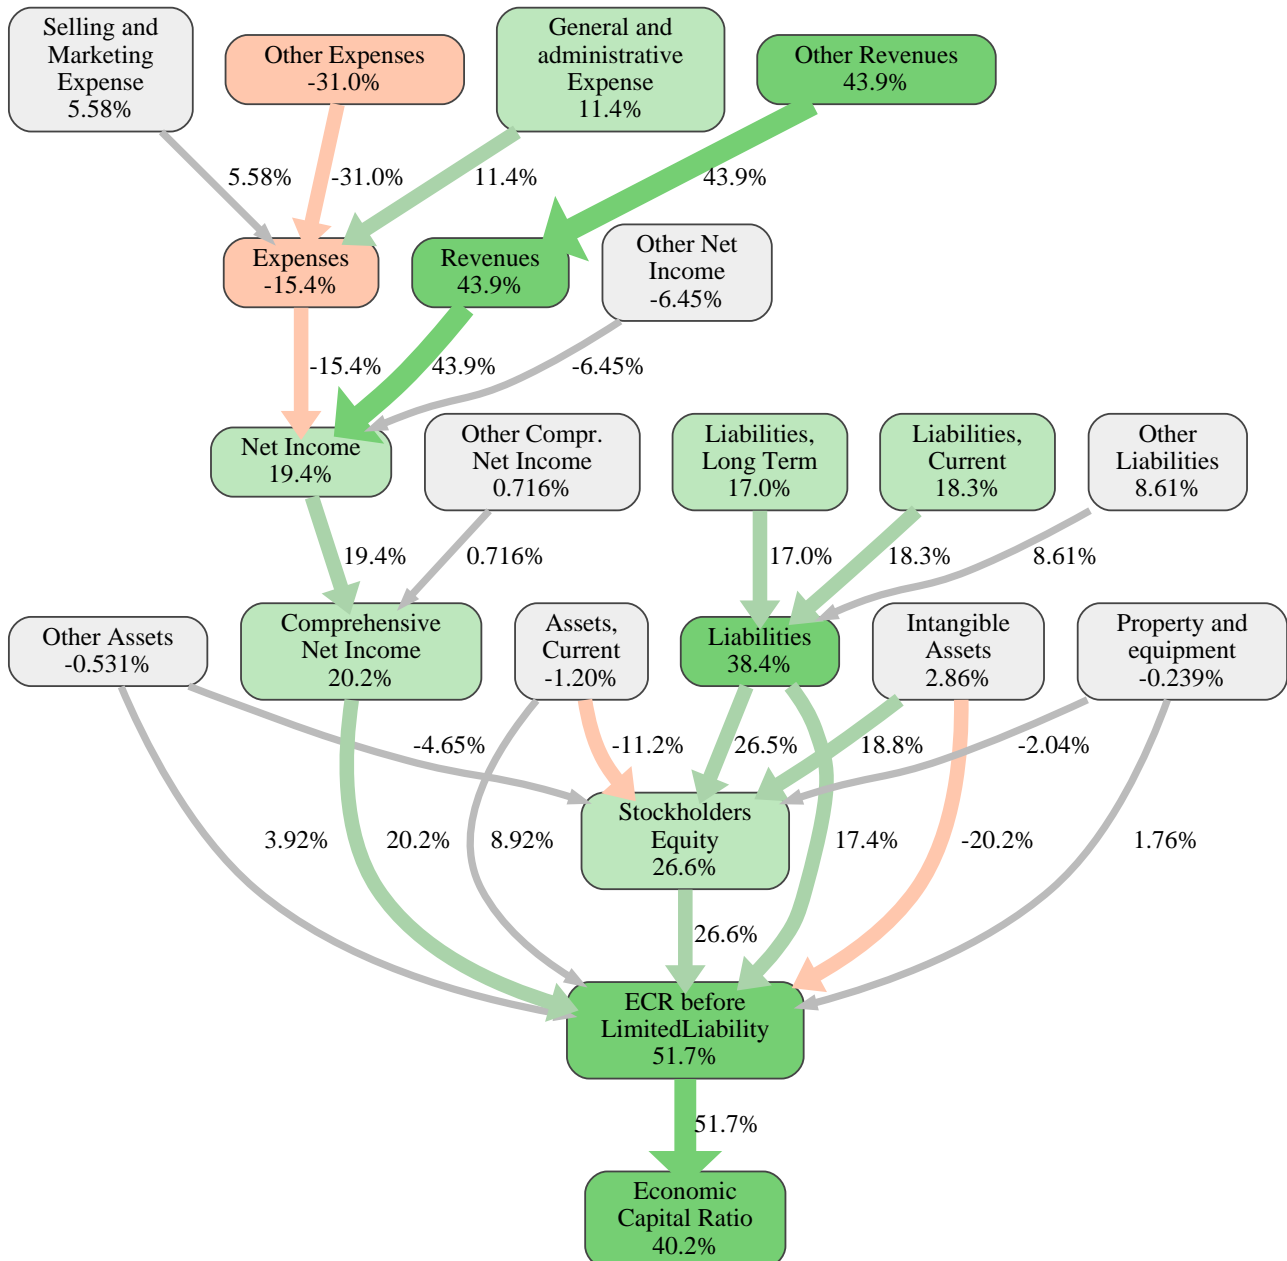 Selling and
Marketing
Expense
5.58%
Other Expenses
-31.0%
General and
administrative
Expense
11.4%
Other Revenues
43.9%
5.58%
-31.0%
11.4%
43.9%
Expenses
-15.4%
Revenues
43.9%
Other Net
Income
-6.45%
-15.4%
43.9%
-6.45%
Net Income
19.4%
Other Compr.
Net Income
0.716%
Liabilities,
Long Term
17.0%
Liabilities,
Current
18.3%
Other
Liabilities
8.61%
19.4%
0.716%
17.0%
18.3%
8.61%
Other Assets
-0.531%
Comprehensive
Net Income
20.2%
Assets,
Current
-1.20%
Liabilities
38.4%
Intangible
Assets
2.86%
Property and
equipment
-0.239%
-4.65%
-11.2%
26.5%
18.8%
-2.04%
Stockholders
Equity
26.6%
3.92%
20.2%
8.92%
17.4%
-20.2%
1.76%
26.6%
ECR before
LimitedLiability
51.7%
51.7%
Economic
Capital Ratio
40.2%